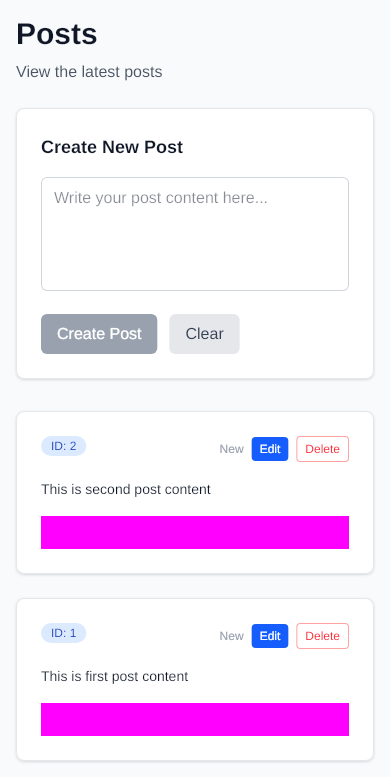 Posts
View the latest posts
Create New Post
Write your post content here...
Create Post Clear
ID: 2 New Edit Delete
This is second post content
ID: 1 New Edit Delete
This is first post content